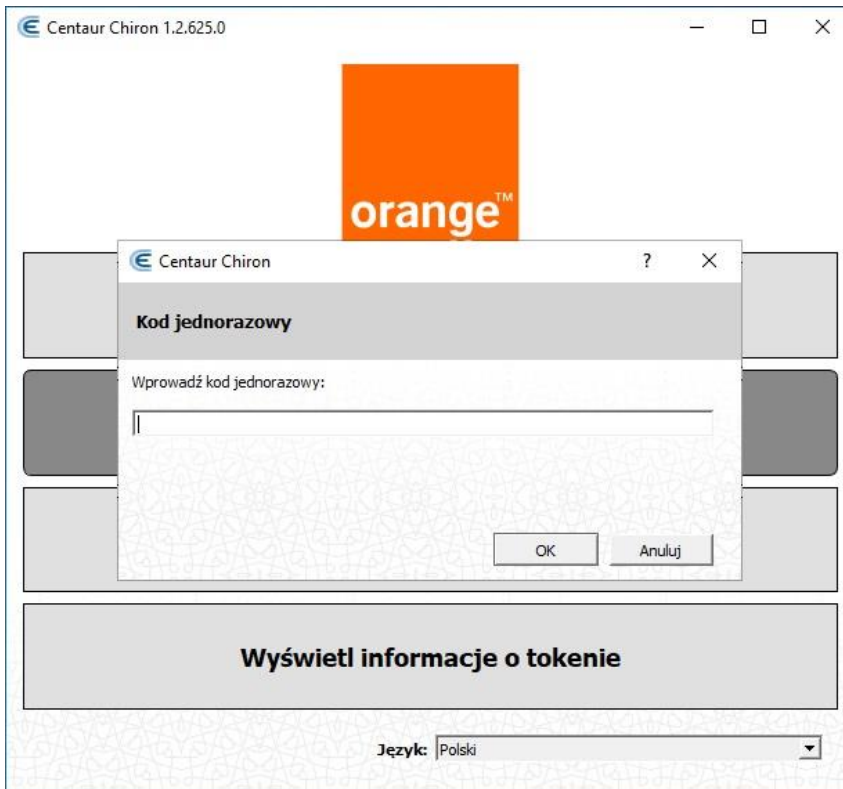 Centaur Chiron 1.2.625.0
orange™
Centaur Chiron
Kod jednorazowy
Wprowadź kod jednorazowy:
OK Anuluj
Wyświetl informacje o tokenie
Język: Polski